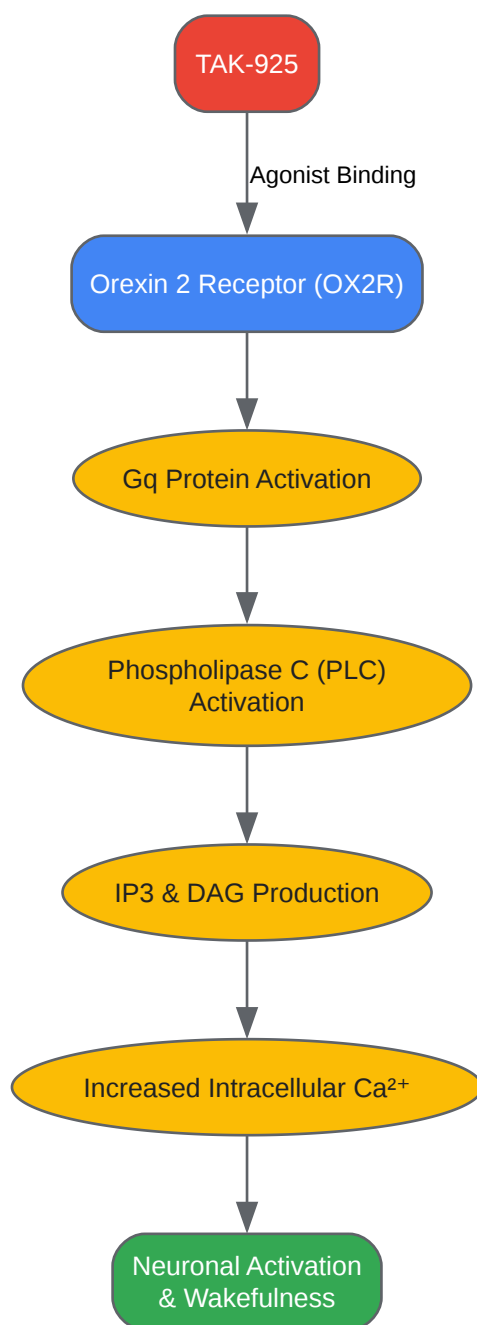 TAK-925
Agonist Binding
Orexin 2 Receptor (OX2R)
Gq Protein Activation
Phospholipase C (PLC)
Activation
IP3 & DAG Production
Increased Intracellular Ca²⁺
Neuronal Activation
& Wakefulness